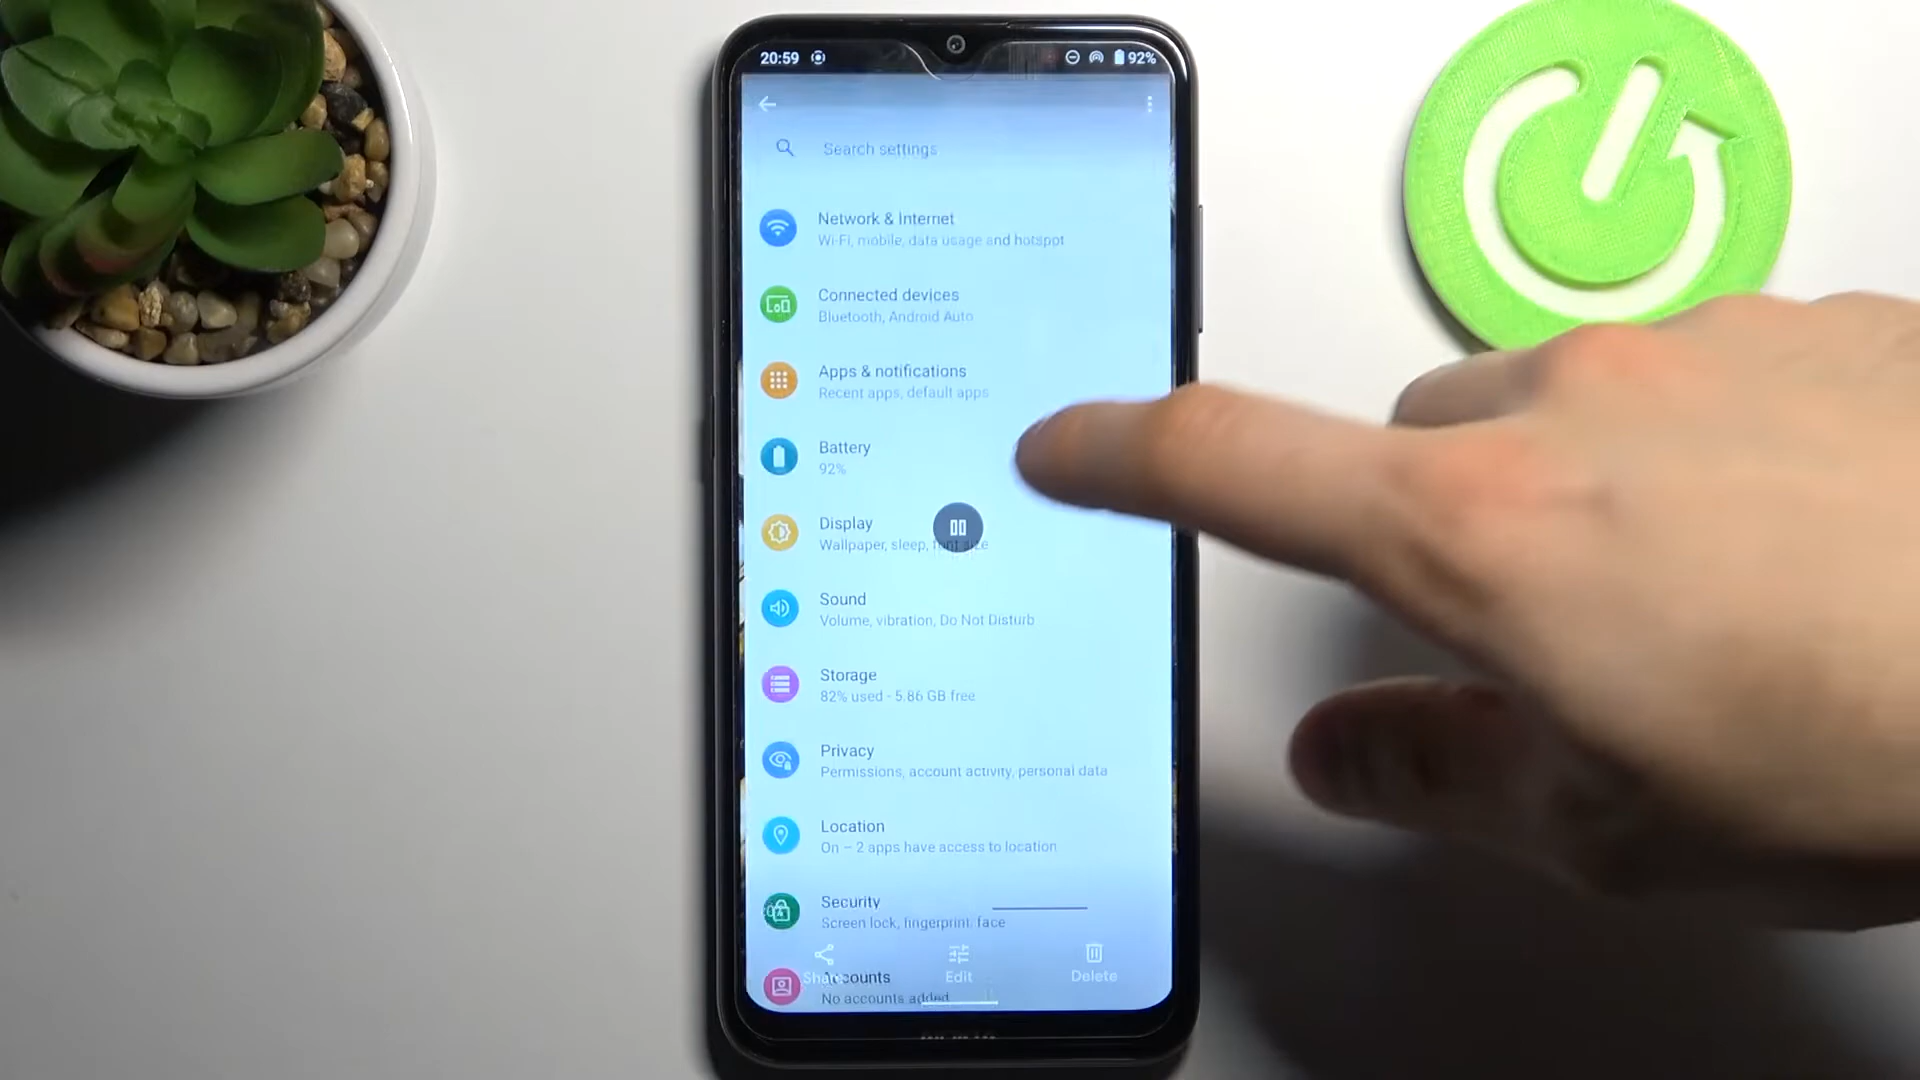 20:59 92%
Search settings
Network & Internet
Wi-Fi, mobile, data usage and hotspot
Connected devices
Bluetooth, Android Auto
Apps & notifications
Recent apps, default apps
Battery
92%
Display
Wallpaper, sleep, font size
Sound
Volume, vibration, Do Not Disturb
Storage
82% used - 5.86 GB free
Privacy
Permissions, account activity, personal data
Location
On – 2 apps have access to location
Security
Screen lock, fingerprint, face
Accounts
No accounts added
Edit
Delete